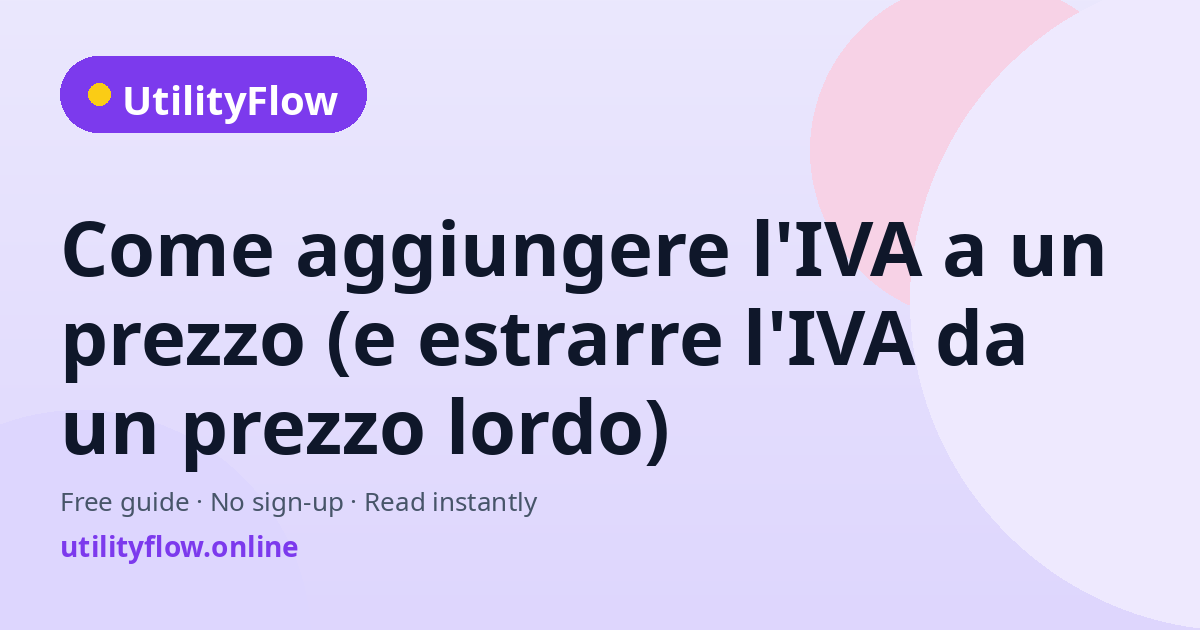 UtilityFlow
Come aggiungere l'IVA a un
prezzo (e estrarre l'IVA da
un prezzo lordo)
Free guide · No sign-up · Read instantly
utilityflow.online